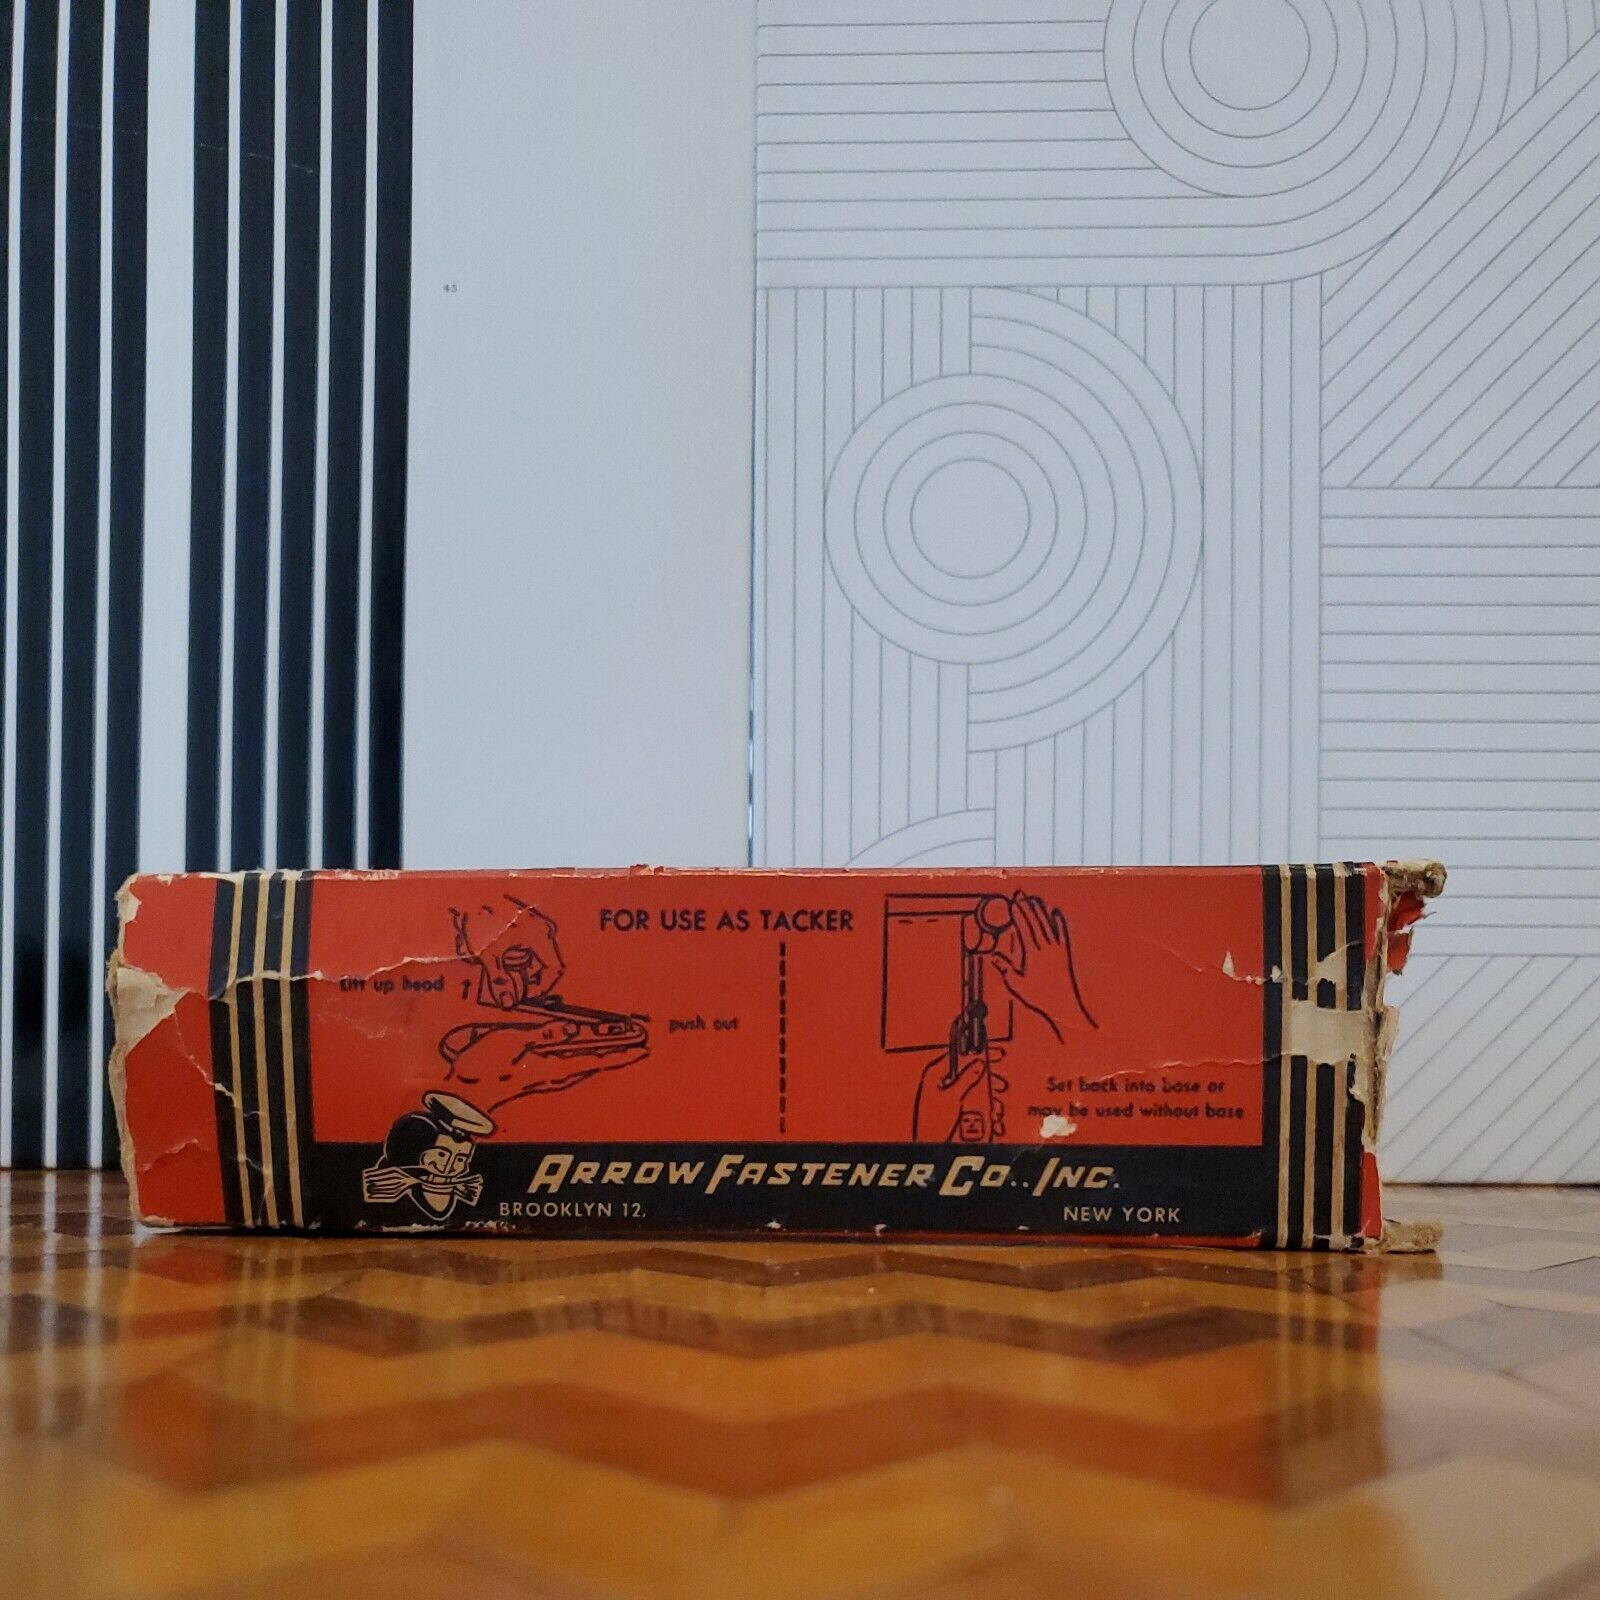 45
FOR USE AS TACKER
Lift up head
push out
Set back into base or
may be used without base
ARROW FASTENER CO., INC.
BROOKLYN 12,
NEW YORK